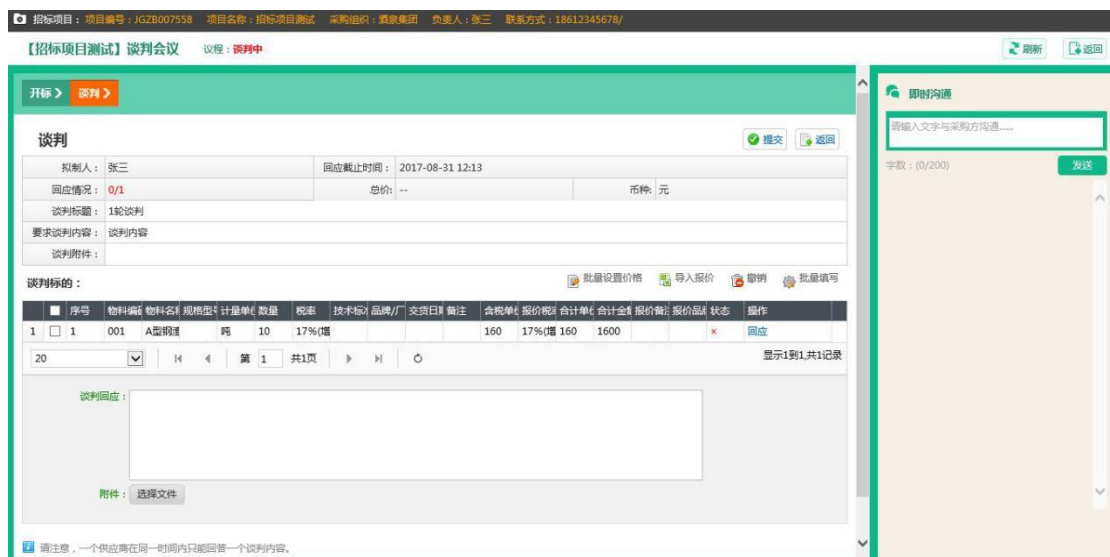 招标项目：项目编号：JGZB007558 项目名称：招标项目测试 采购组织：酒泉集团 负责人：张三 联系方式：18612345678/
【招标项目测试】谈判会议 议程：谈判中 刷新 返回
开标 谈判
即时沟通
请输入文字与采购方沟通......
字数：(0/200) 发送
谈判 提交 返回
拟制人： 张三 回应截止时间： 2017-08-31 12:13
回应情况： 0/1 总价: -- 币种: 元
谈判标题： 1轮谈判
要求谈判内容： 谈判内容
谈判附件：
谈判标的： 批量设置价格 导入报价 撤销 批量填写
序号 物料编 物料名 规格型 计量单 数量 税率 技术标 品牌/厂 交货日 备注 含税单 报价税 合计单 合计金 报价备 报价品 状态 操作
1 1 001 A型钢 吨 10 17%(增 160 17%(增 160 1600 × 回应
20 第 1 共1页 显示1到1,共1记录
谈判回应：
附件： 选择文件
请注意，一个供应商在同一时间内只能回答一个谈判内容。